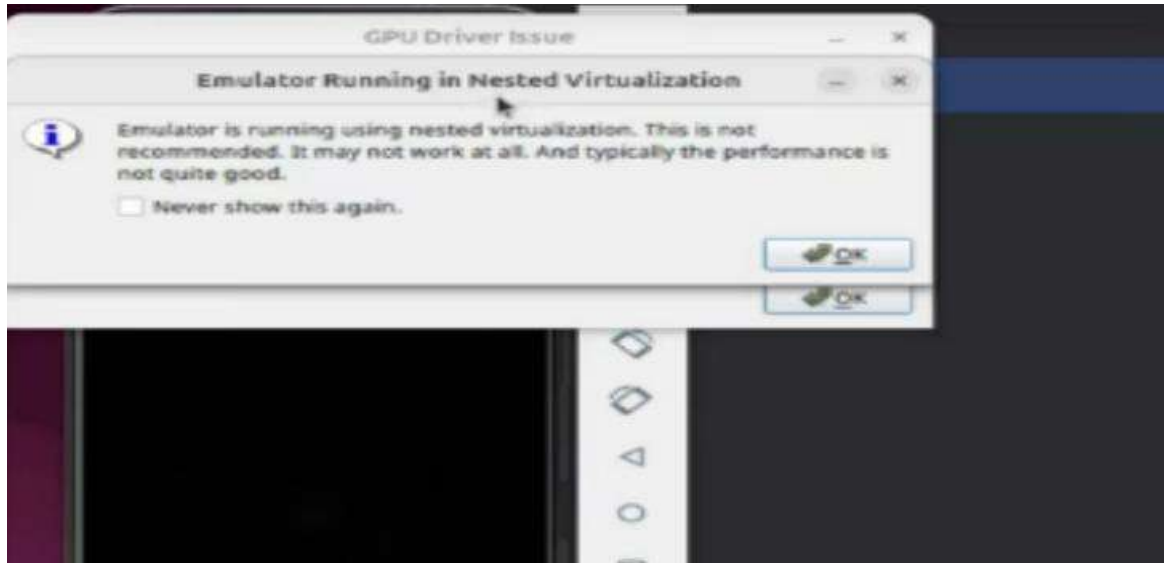 GPU Driver Issue
Emulator Running in Nested Virtualization
Emulator is running using nested virtualization. This is not
recommended. It may not work at all. And typically the performance is
not quite good.
Never show this again.
OK
OK